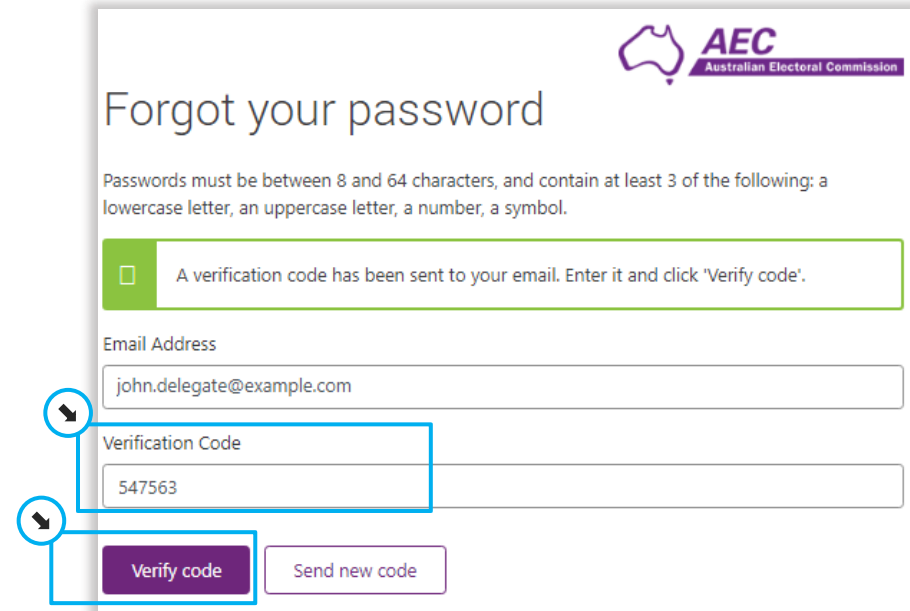 AEC
Australian Electoral Commission
Forgot your password
Passwords must be between 8 and 64 characters, and contain at least 3 of the following: a
lowercase letter, an uppercase letter, a number, a symbol.
A verification code has been sent to your email. Enter it and click 'Verify code'.
Email Address
john.delegate@example.com
Verification Code
547563
Verify code
Send new code